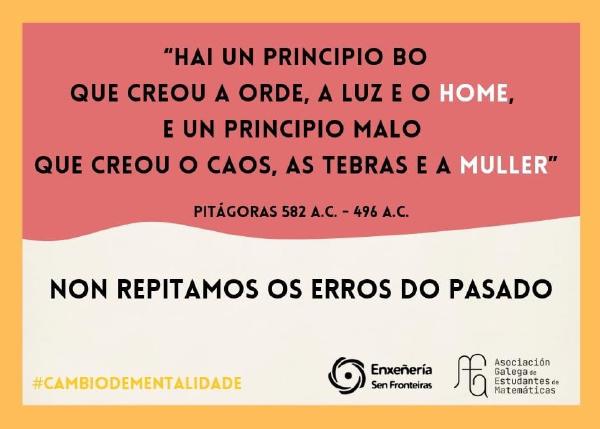 “HAI UN PRINCIPIO BO
QUE CREOU A ORDE, A LUZ E O HOME,
E UN PRINCIPIO MALO
QUE CREOU O CAOS, AS TEBRAS E A MULLER”
PITÁGORAS 582 A.C. - 496 A.C.
NON REPITAMOS OS ERROS DO PASADO
#CAMBIODEMENTALIDADE
Enxeñería
Sen Fronteiras
Asociación
Galega de
Estudantes de
Matemáticas